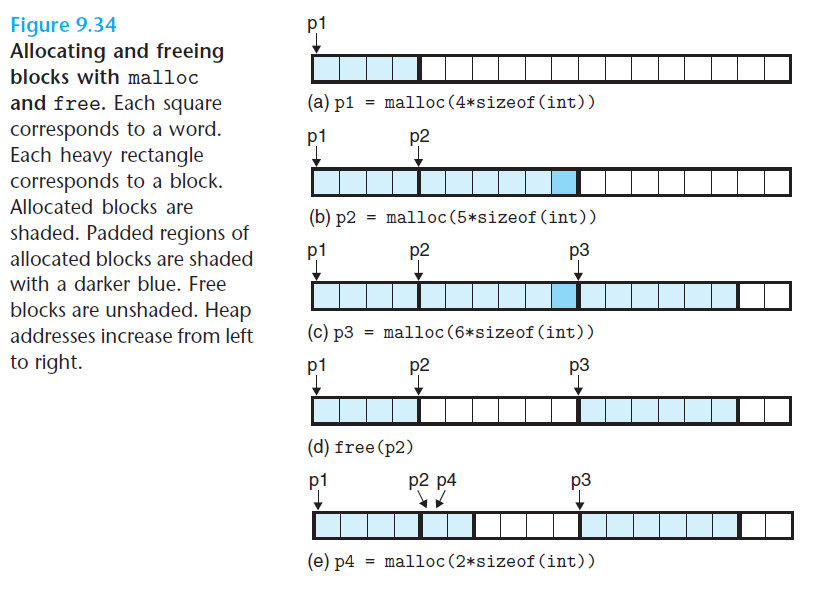 Figure 9.34
Allocating and freeing
blocks with malloc
and free. Each square
corresponds to a word.
Each heavy rectangle
corresponds to a block.
Allocated blocks are
shaded. Padded regions of
allocated blocks are shaded
with a darker blue. Free
blocks are unshaded. Heap
addresses increase from left
to right.
p1
(a) p1 = malloc(4*sizeof(int))
p1 p2
(b) p2 = malloc(5*sizeof(int))
p1 p2 p3
(c) p3 = malloc(6*sizeof(int))
p1 p2 p3
(d) free(p2)
p1 p2 p4 p3
(e) p4 = malloc(2*sizeof(int))